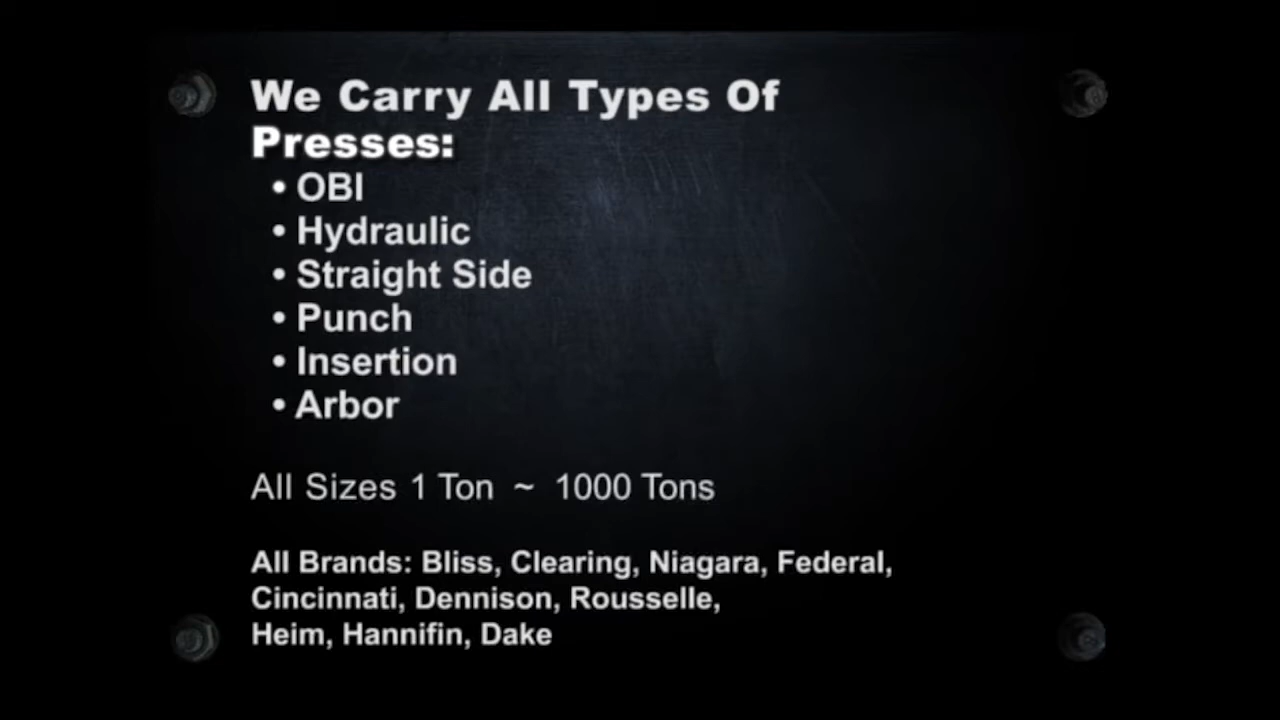 We Carry All Types Of
Presses:
• OBI
• Hydraulic
• Straight Side
• Punch
• Insertion
• Arbor
All Sizes 1 Ton ~ 1000 Tons
All Brands: Bliss, Clearing, Niagara, Federal,
Cincinnati, Dennison, Rousselle,
Heim, Hannifin, Dake